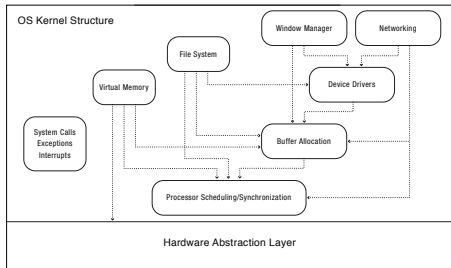 OS Kernel Structure
Window Manager
Networking
File System
Virtual Memory
Device Drivers
System Calls
Exceptions
Interrupts
Buffer Allocation
Processor Scheduling/Synchronization
Hardware Abstraction Layer